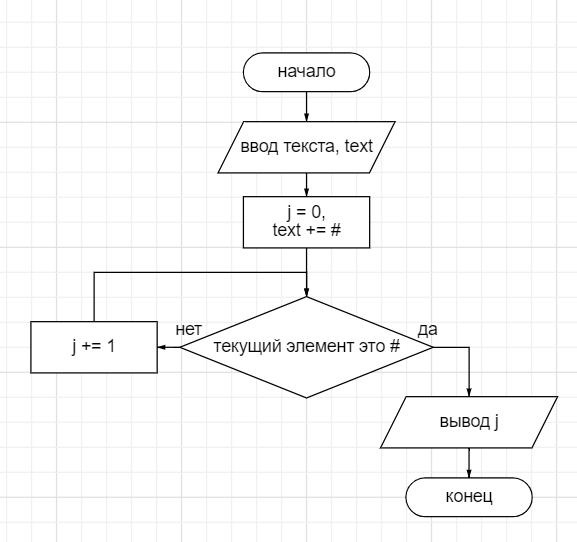 начало
ввод текста, text
j = 0,
text += #
нет
да
текущий элемент это #
j += 1
вывод j
конец